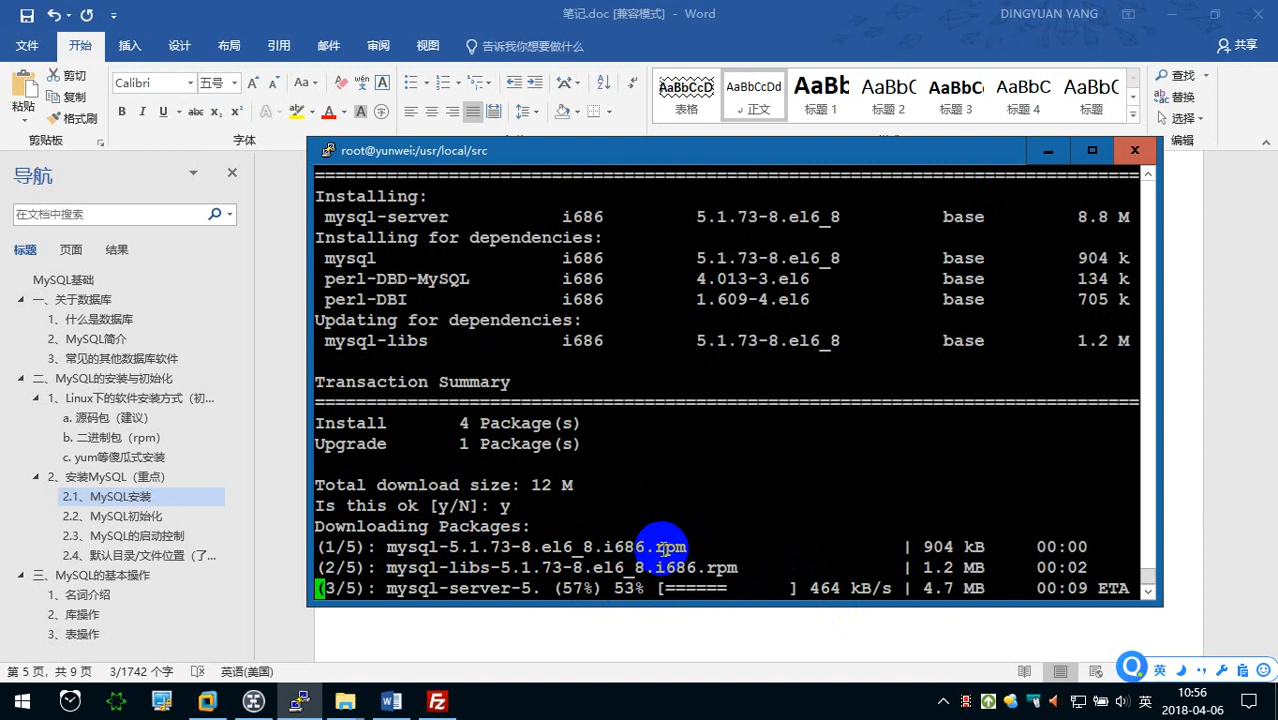 笔记.doc [兼容模式] - Word
DINGYUAN YANG
文件 开始 插入 设计 布局 引用 邮件 审阅 视图 告诉我你想要做什么 共享
粘贴
剪切
复制
格式刷
剪贴板
Calibri 五号
字体
AaBbCcD 表格
AaBbCcDd 正文
AaBb 标题 1
AaBbC 标题 2
AaBbC 标题 3
AaBbC 标题 4
AaBbC 标题
查找
替换
选择
编辑
导航
在文档中搜索
标题 页面 结果
MySQL基础
一、关于数据库
1、什么是数据库
2、MySQL简介
3、常见的其他数据库软件
二、MySQL的安装与初始化
1、Linux下的软件安装方式（初...
a. 源码包（建议）
b. 二进制包（rpm）
c. yum等傻瓜式安装
2、安装MySQL（重点）
2.1、MySQL安装
2.2、MySQL初始化
2.3、MySQL的启动控制
2.4、默认目录/文件位置（了...
三、MySQL的基本操作
1、名词介绍
2、库操作
3、表操作
root@yunwei:/usr/local/src
Installing:
mysql-server i686 5.1.73-8.el6_8 base 8.8 M
Installing for dependencies:
mysql i686 5.1.73-8.el6_8 base 904 k
perl-DBD-MySQL i686 4.013-3.el6 base 134 k
perl-DBI i686 1.609-4.el6 base 705 k
Updating for dependencies:
mysql-libs i686 5.1.73-8.el6_8 base 1.2 M
Transaction Summary
Install 4 Package(s)
Upgrade 1 Package(s)
Total download size: 12 M
Is this ok [y/N]: y
Downloading Packages:
(1/5): mysql-5.1.73-8.el6_8.i686.rpm | 904 kB 00:00
(2/5): mysql-libs-5.1.73-8.el6_8.i686.rpm | 1.2 MB 00:02
(3/5): mysql-server-5. (57%) 53% [====== ] 464 kB/s | 4.7 MB 00:09 ETA
第 5 页，共 9 页 3/1742 个字 英语(美国)
英
英
10:56
2018-04-06